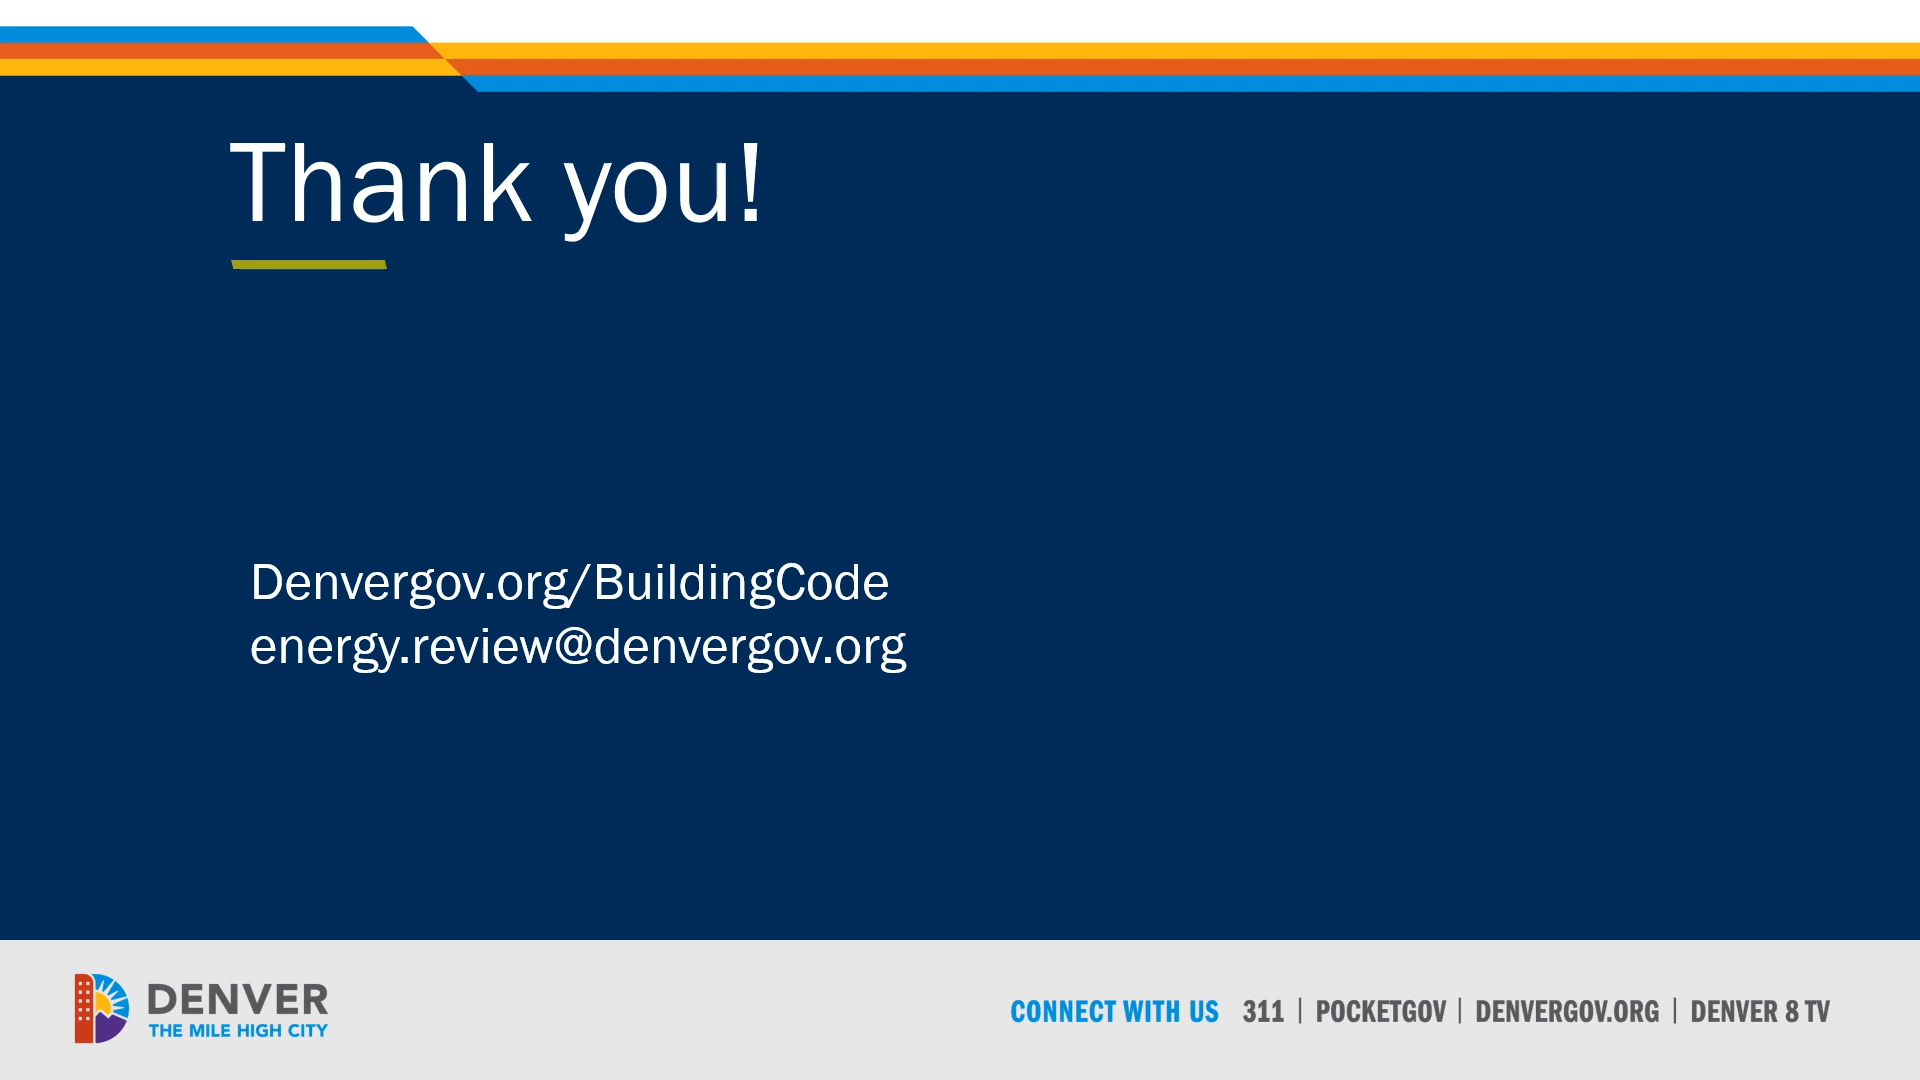 Thank you!
Denvergov.org/BuildingCode
energy.review@denvergov.org
DENVER
THE MILE HIGH CITY
CONNECT WITH US 311 | POCKETGOV | DENVERGOV.ORG | DENVER 8 TV